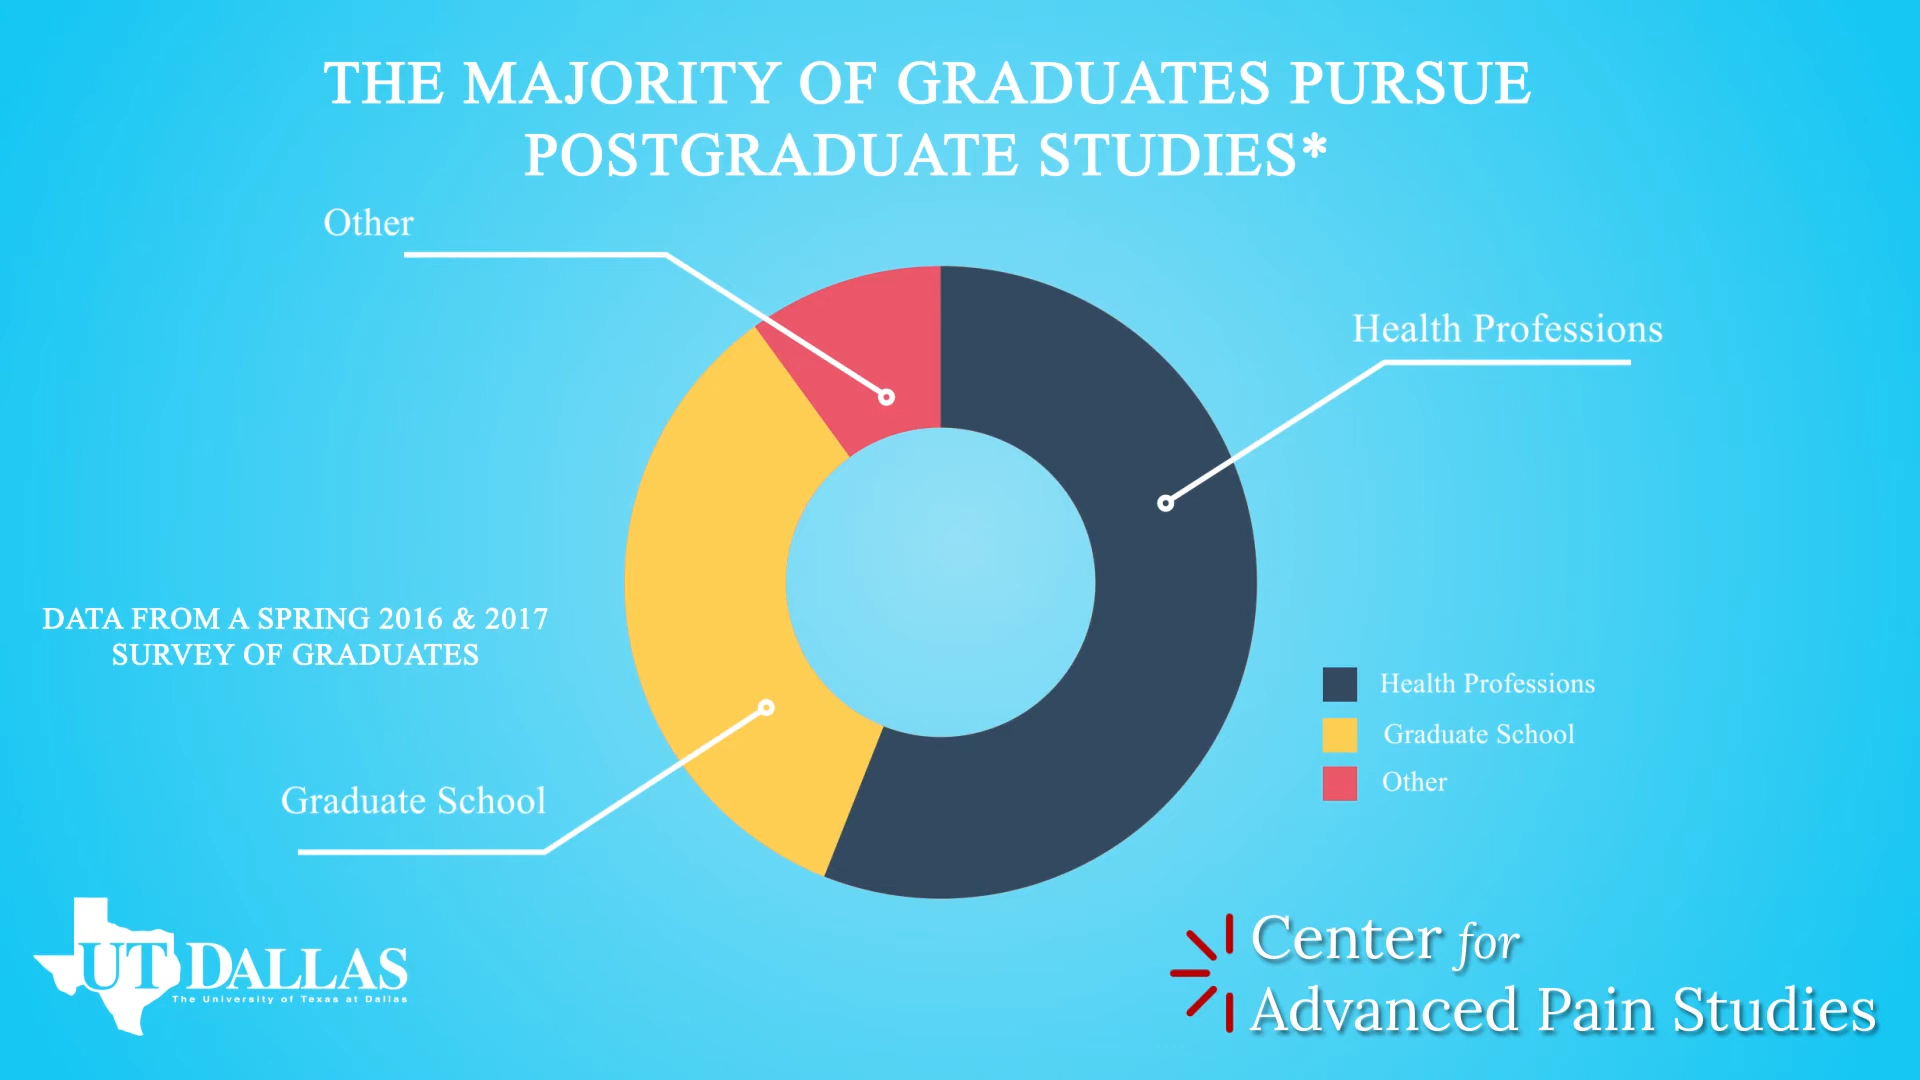 THE MAJORITY OF GRADUATES PURSUE
POSTGRADUATE STUDIES*
Other
Health Professions
DATA FROM A SPRING 2016 & 2017
SURVEY OF GRADUATES
Graduate School
Health Professions
Graduate School
Other
UT DALLAS
The University of Texas at Dallas
Center for
Advanced Pain Studies